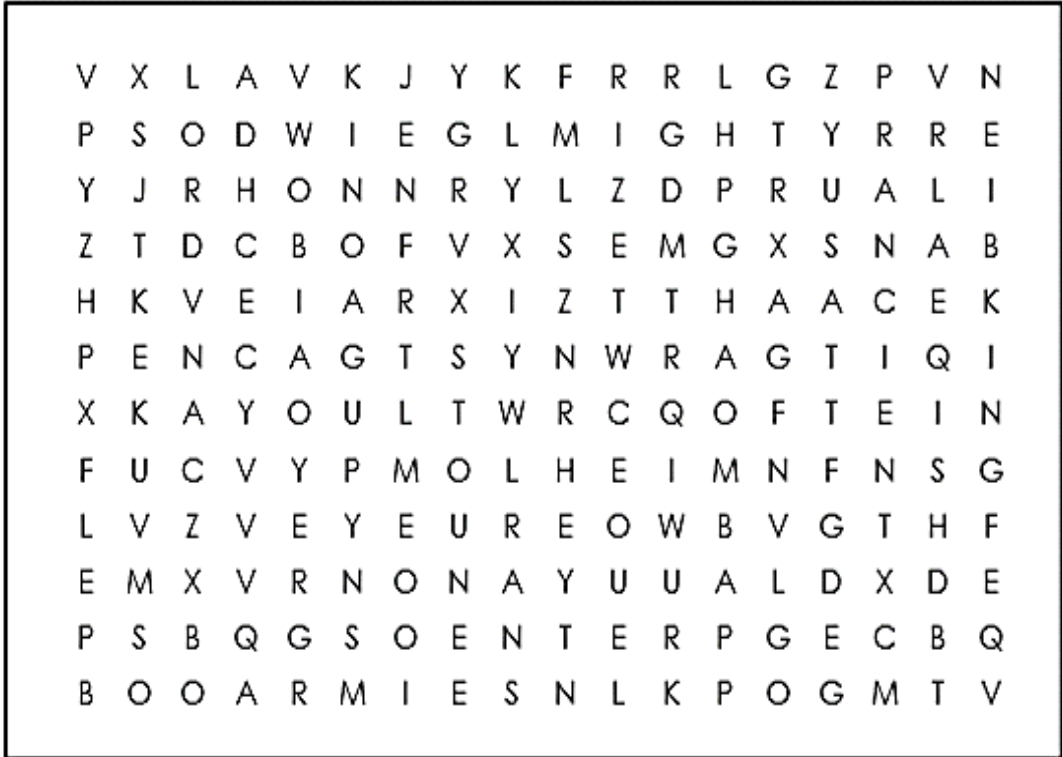 V X L A V K J Y K F R R L G Z P V N
P S O D W I E G L M I G H T Y R R E
Y J R H O N N R Y L Z D P R U A L I
Z T D C B O F V X S E M G X S N A B
H K V E I A R X I Z T T H A A C E K
P E N C A G T S Y N W R A G T I Q I
X K A Y O U L T W R C Q O F T E I N
F U C V Y P M O L H E I M N F N S G
L V Z V E Y E U R E O W B V G T H F
E M X V R N O N A Y U U A L D X D E
P S B Q G S O E N T E R P G E C B Q
B O O A R M I E S N L K P O G M T V